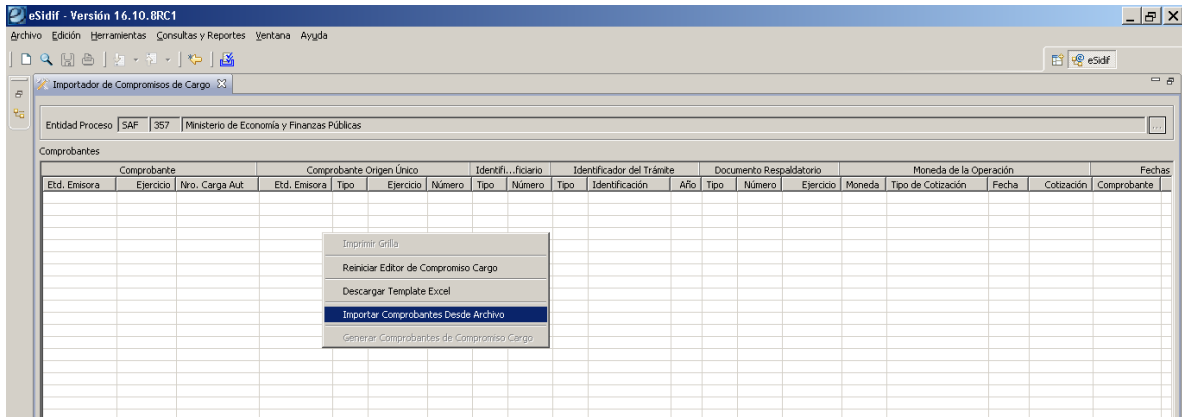 eSidif - Versión 16.10.8RC1
Archivo Edición Herramientas Consultas y Reportes Ventana Ayuda
eSidif
Importador de Compromisos de Cargo
Entidad Proceso SAF 357 Ministerio de Economía y Finanzas Públicas ...
Comprobantes
Comprobante Comprobante Origen Único Identifi...ficiario Identificador del Trámite Documento Respaldatorio Moneda de la Operación Fechas
Etd. Emisora Ejercicio Nro. Carga Aut Etd. Emisora Tipo Ejercicio Número Tipo Número Tipo Identificación Año Tipo Número Ejercicio Moneda Tipo de Cotización Fecha Cotización Comprobante
Imprimir Grilla
Reiniciar Editor de Compromiso Cargo
Descargar Template Excel
Importar Comprobantes Desde Archivo
Generar Comprobantes de Compromiso Cargo